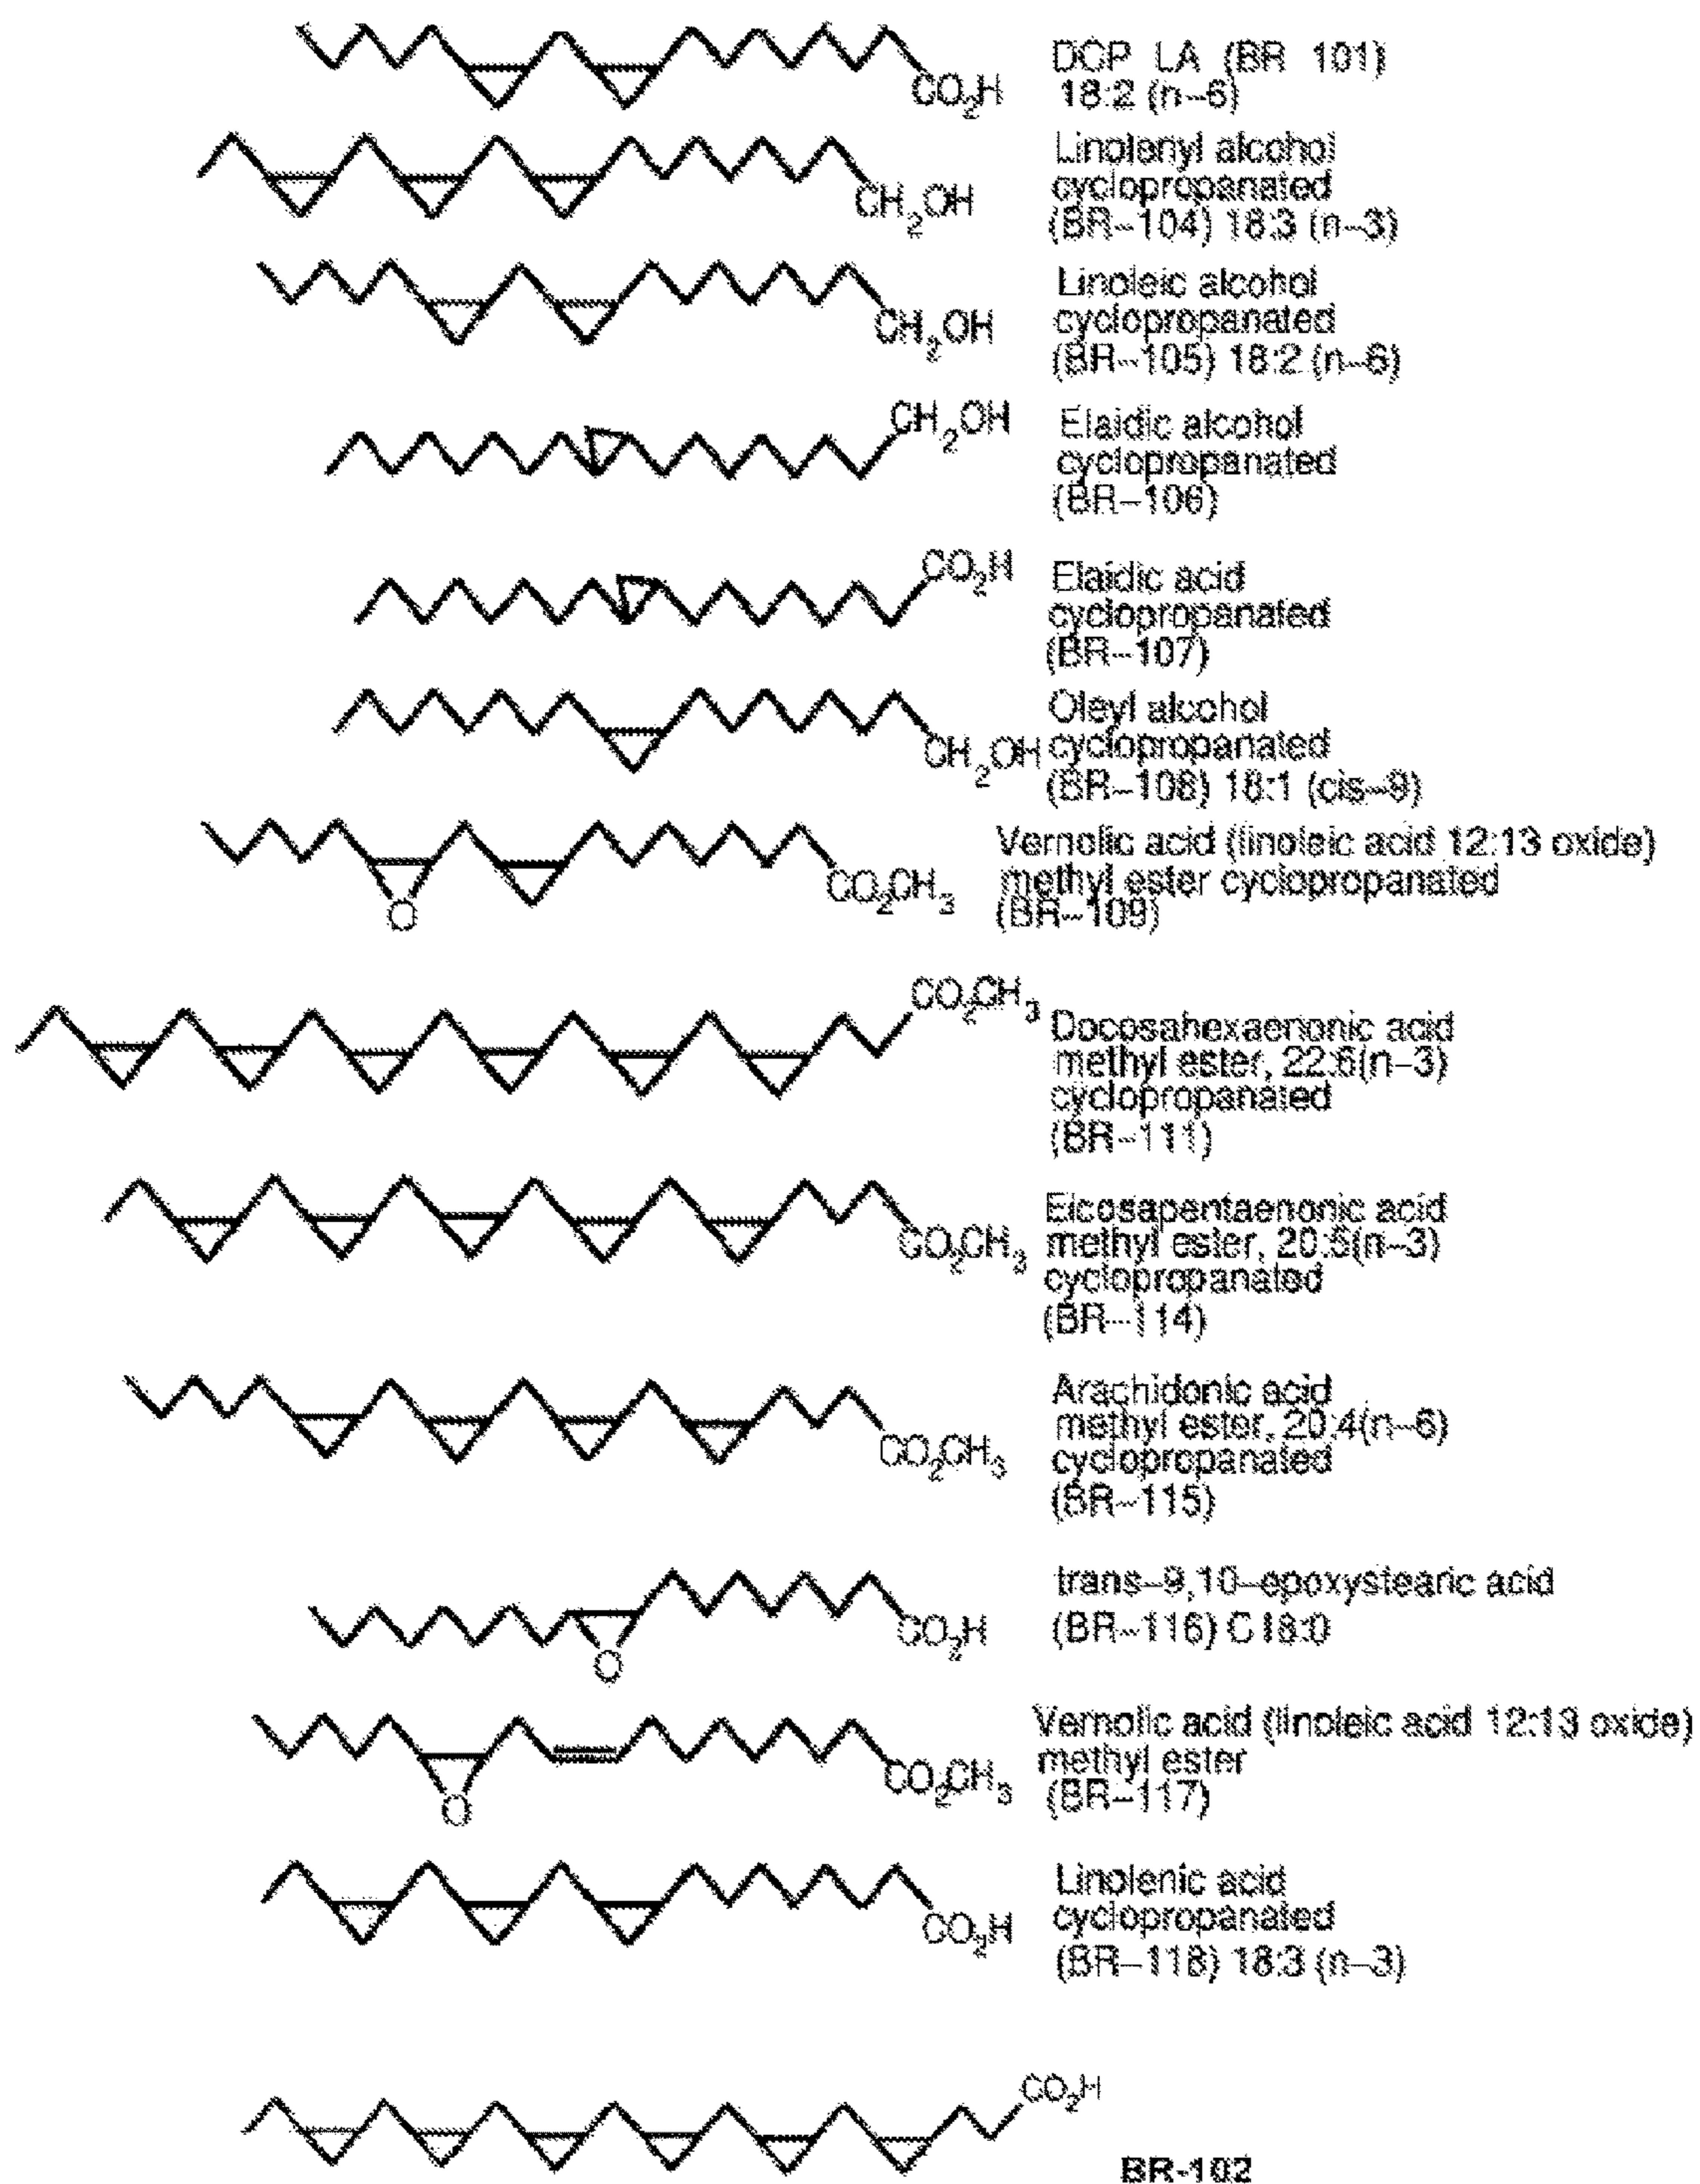 CO2H
DCP LA (BR 101)
18:2 (n-6)
CH2OH
Linolenyl alcohol
cyclopropanated
(BR-104) 18:3 (n-3)
CH2OH
Linoleic alcohol
cyclopropanated
(BR-105) 18:2 (n-6)
CH2OH
Elaidic alcohol
cyclopropanated
(BR-106)
CO2H
Elaidic acid
cyclopropanated
(BR-107)
CH2OH
Oleyl alcohol
cyclopropanated
(BR-108) 18:1 (cis-9)
O
CO2CH3
Vernolic acid (linoleic acid 12:13 oxide)
methyl ester cyclopropanated
(BR-109)
CO2CH3
Docosahexaenonic acid
methyl ester, 22:6(n-3)
cyclopropanated
(BR-111)
CO2CH3
Eicosapentaenonic acid
methyl ester, 20:5(n-3)
cyclopropanated
(BR-114)
CO2CH3
Arachidonic acid
methyl ester, 20:4(n-6)
cyclopropanated
(BR-115)
O
CO2H
trans-9,10-epoxystearic acid
(BR-116) C18:0
O
CO2CH3
Vernolic acid (linoleic acid 12:13 oxide)
methyl ester
(BR-117)
CO2H
Linolenic acid
cyclopropanated
(BR-118) 18:3 (n-3)
CO2H
BR-102